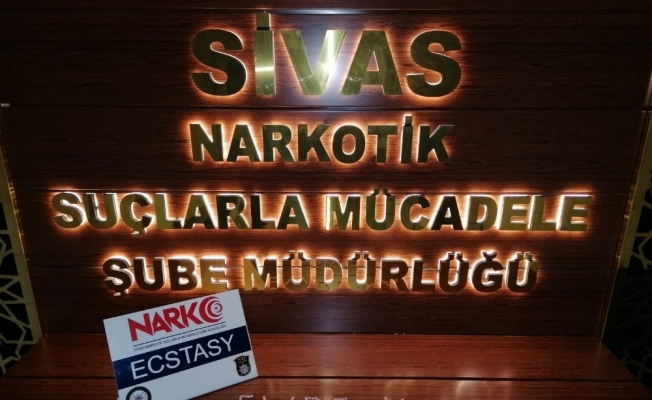 SİVAS
NARKOTİK
SUÇLARLA MÜCADELE
ŞUBE MÜDÜRLÜĞÜ
NARKO
ECSTASY